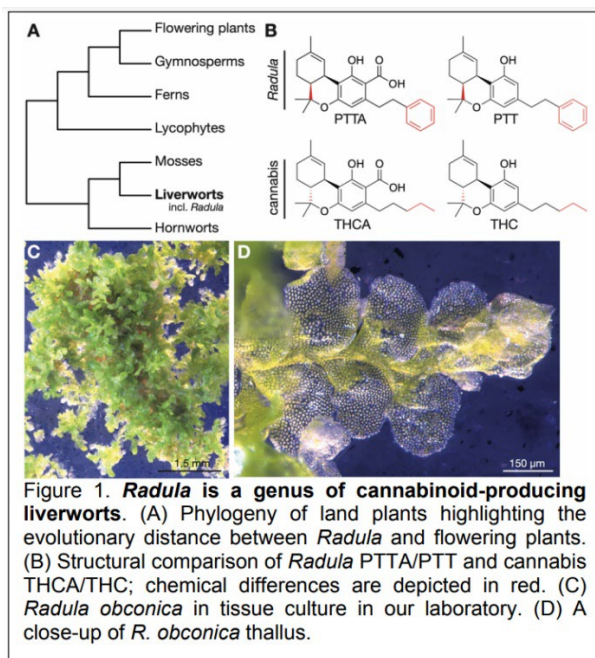 A
Flowering plants
Gymnosperms
Ferns
Lycophytes
Mosses
Liverworts
incl. Radula
Hornworts
B
Radula
OH
O
OH
O
PTTA
OH
O
PTT
cannabis
OH
O
OH
O
THCA
OH
O
THC
C
1.5 mm
D
150 µm
Figure 1. Radula is a genus of cannabinoid-producing
liverworts. (A) Phylogeny of land plants highlighting the
evolutionary distance between Radula and flowering plants.
(B) Structural comparison of Radula PTTA/PTT and cannabis
THCA/THC; chemical differences are depicted in red. (C)
Radula obconica in tissue culture in our laboratory. (D) A
close-up of R. obconica thallus.